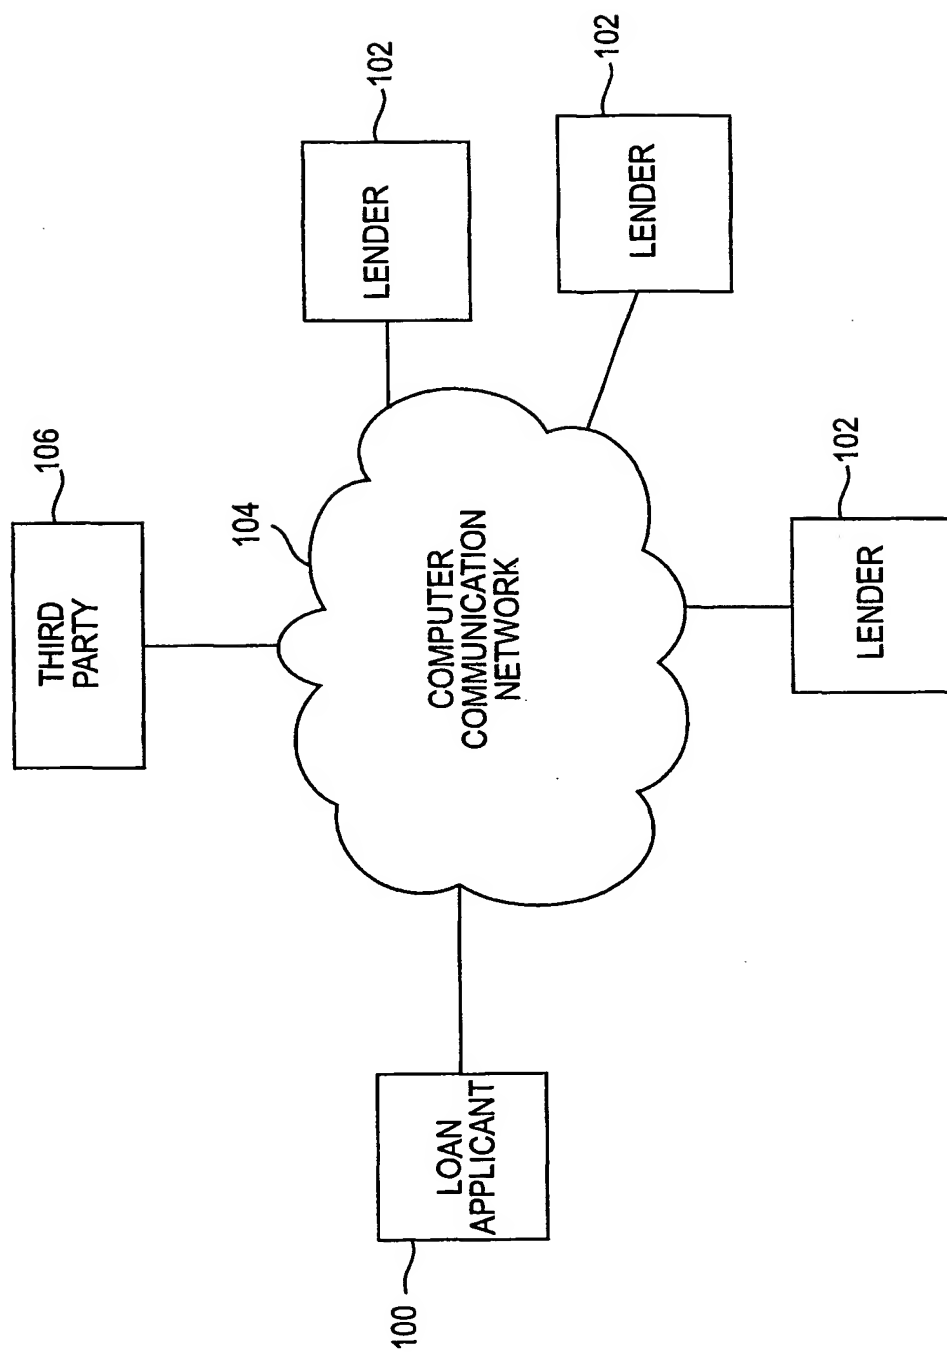 106
THIRD
PARTY
104
102
LENDER
102
LENDER
COMPUTER
COMMUNICATION
NETWORK
102
LENDER
LOAN
APPLICANT
100